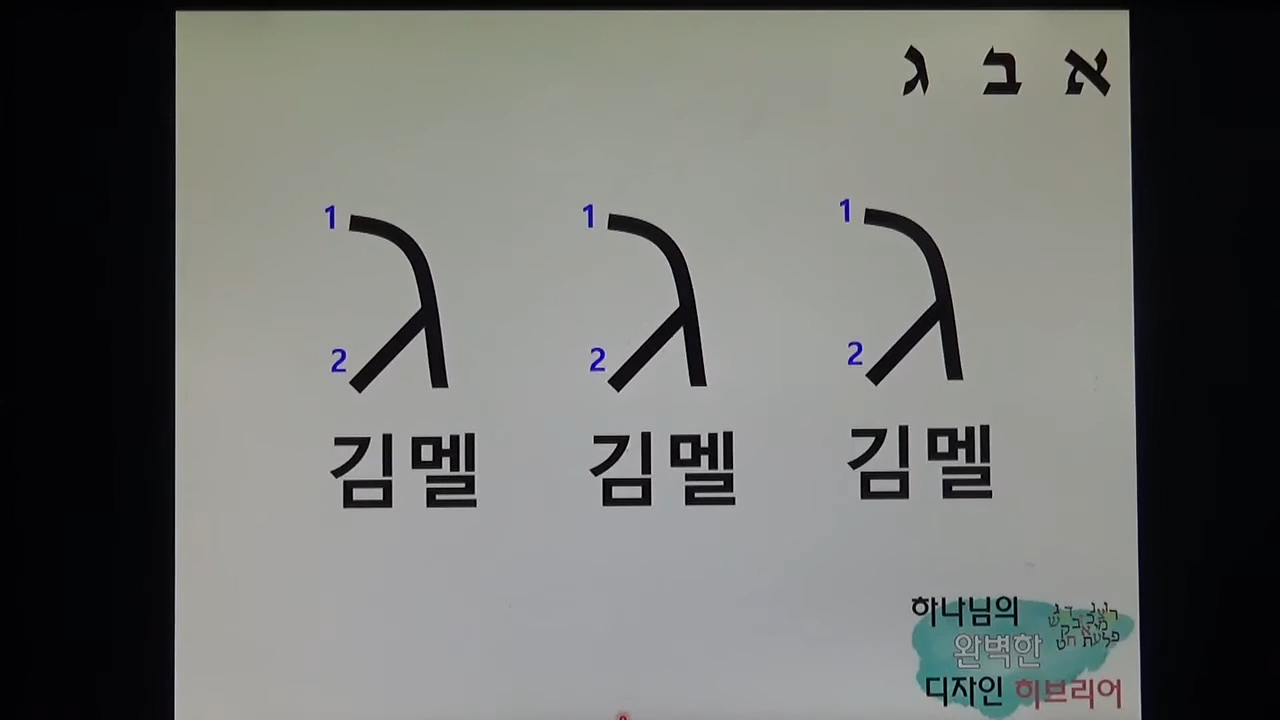 א ב ג
1 1 1
2 2 2
김멜 김멜 김멜
하나님의
완벽한
디자인 히브리어